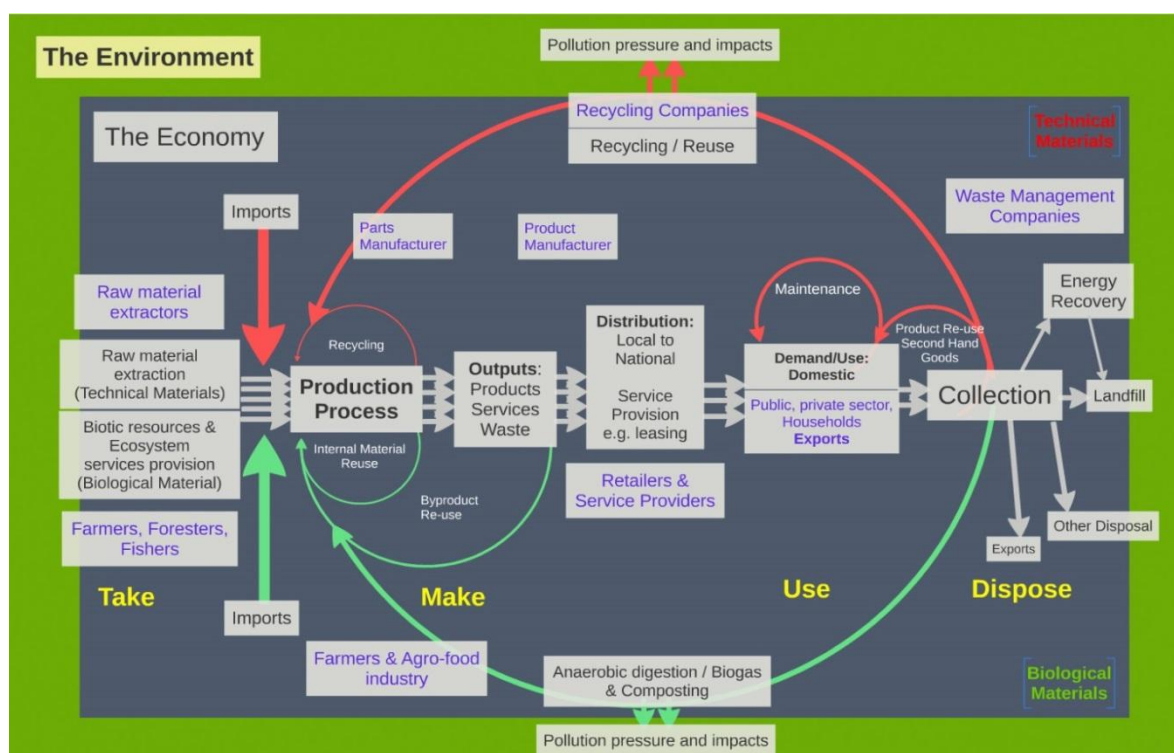 Pollution pressure and impacts
The Environment
Recycling Companies
Recycling / Reuse
Technical
Materials
The Economy
Waste Management
Companies
Imports
Parts
Manufacturer
Product
Manufacturer
Raw material
extractors
Energy
Recovery
Maintenance
Product Re-use
Second Hand
Goods
Distribution:
Local to
National
Service
Provision
e.g. leasing
Recycling
Raw material
extraction
(Technical Materials)
Production
Process
Outputs:
Products
Services
Waste
Demand/Use:
Domestic
Public, private sector,
Households
Exports
Collection
Landfill
Biotic resources &
Ecosystem
services provision
(Biological Material)
Internal Material
Reuse
Byproduct
Re-use
Retailers &
Service Providers
Farmers, Foresters,
Fishers
Other Disposal
Exports
Take
Make
Use
Dispose
Imports
Farmers & Agro-food
industry
Anaerobic digestion / Biogas
& Composting
Biological
Materials
Pollution pressure and impacts